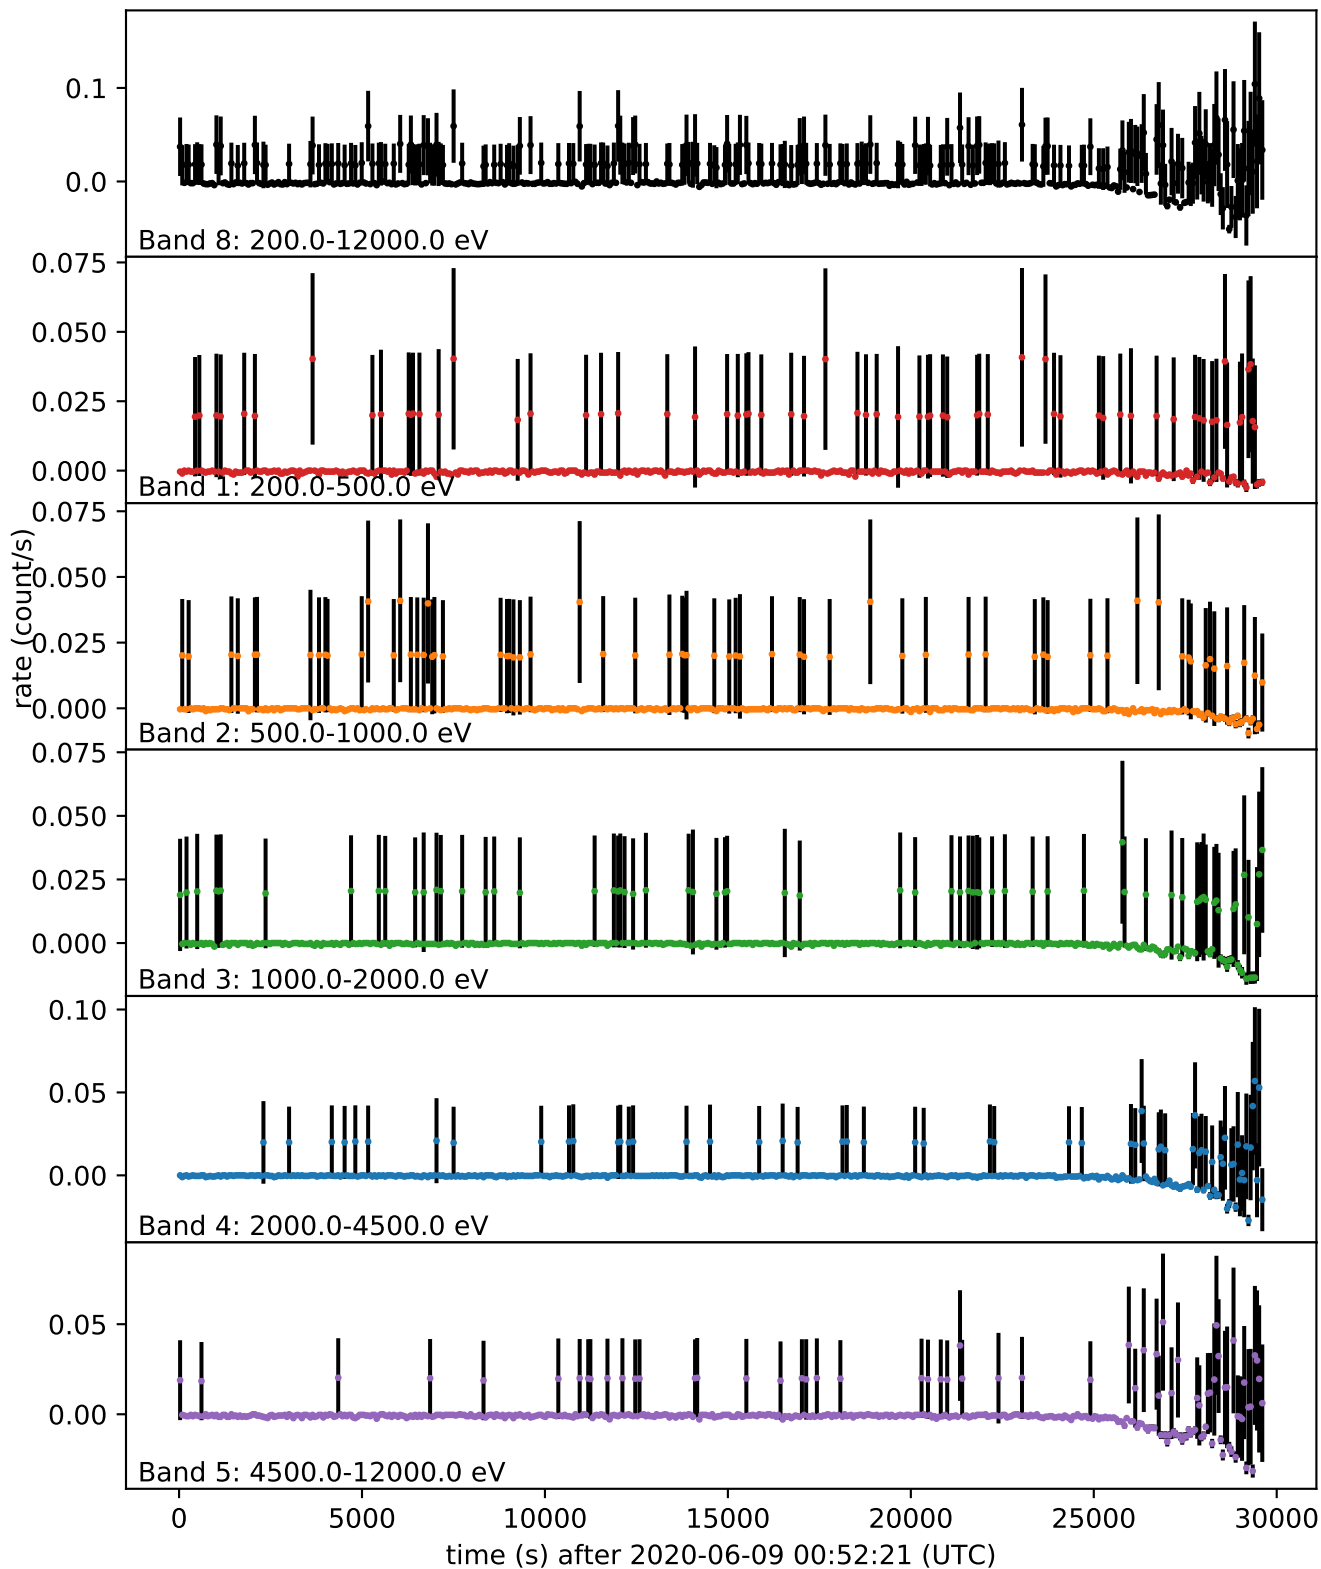 0.1
0.0
Band 8: 200.0-12000.0 eV
0.075
0.050
0.025
0.000
Band 1: 200.0-500.0 eV
0.075
0.050
0.025
0.000
Band 2: 500.0-1000.0 eV
rate (count/s)
0.075
0.050
0.025
0.000
Band 3: 1000.0-2000.0 eV
0.10
0.05
0.00
Band 4: 2000.0-4500.0 eV
0.05
0.00
Band 5: 4500.0-12000.0 eV
0 5000 10000 15000 20000 25000 30000
time (s) after 2020-06-09 00:52:21 (UTC)